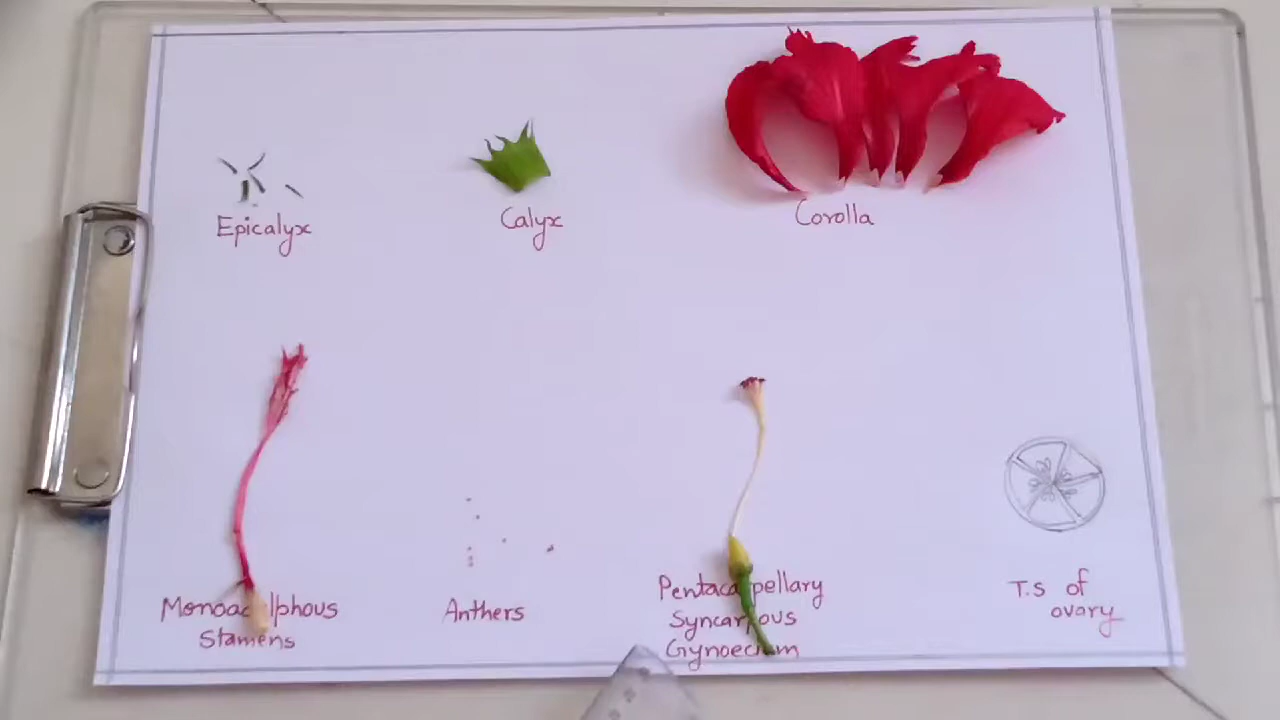 Epicalyx
Calyx
Corolla
Monoadelphous
Stamens
Anthers
Pentacarpellary
Syncarpous
Gynoecium
T.S of
ovary